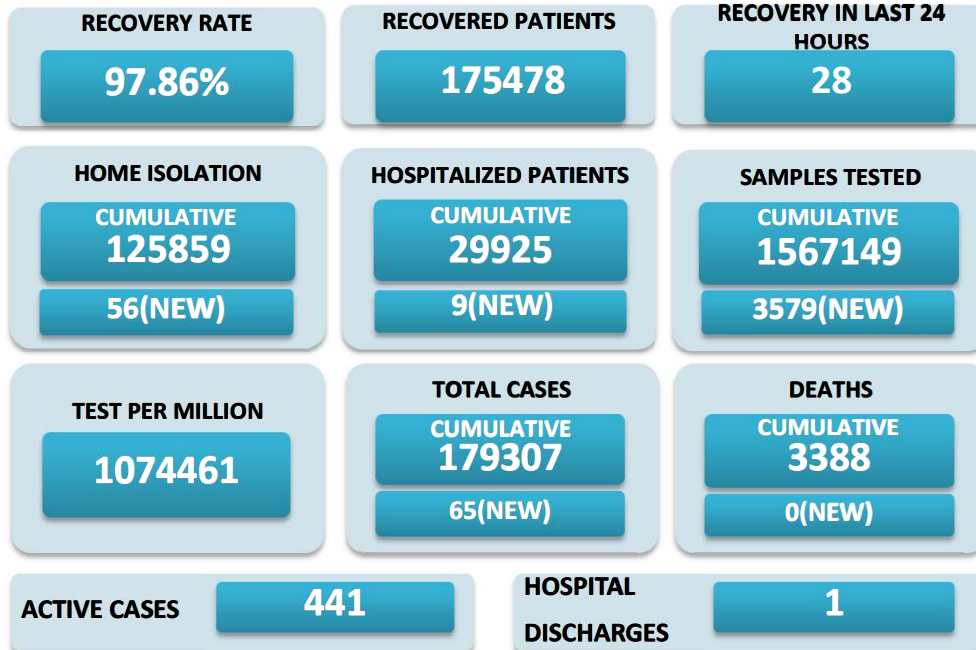 RECOVERY RATE
97.86%
RECOVERED PATIENTS
175478
RECOVERY IN LAST 24
HOURS
28
HOME ISOLATION
CUMULATIVE
125859
56(NEW)
HOSPITALIZED PATIENTS
CUMULATIVE
29925
9(NEW)
SAMPLES TESTED
CUMULATIVE
1567149
3579(NEW)
TEST PER MILLION
1074461
TOTAL CASES
CUMULATIVE
179307
65(NEW)
DEATHS
CUMULATIVE
3388
0(NEW)
ACTIVE CASES
441
HOSPITAL
DISCHARGES
1